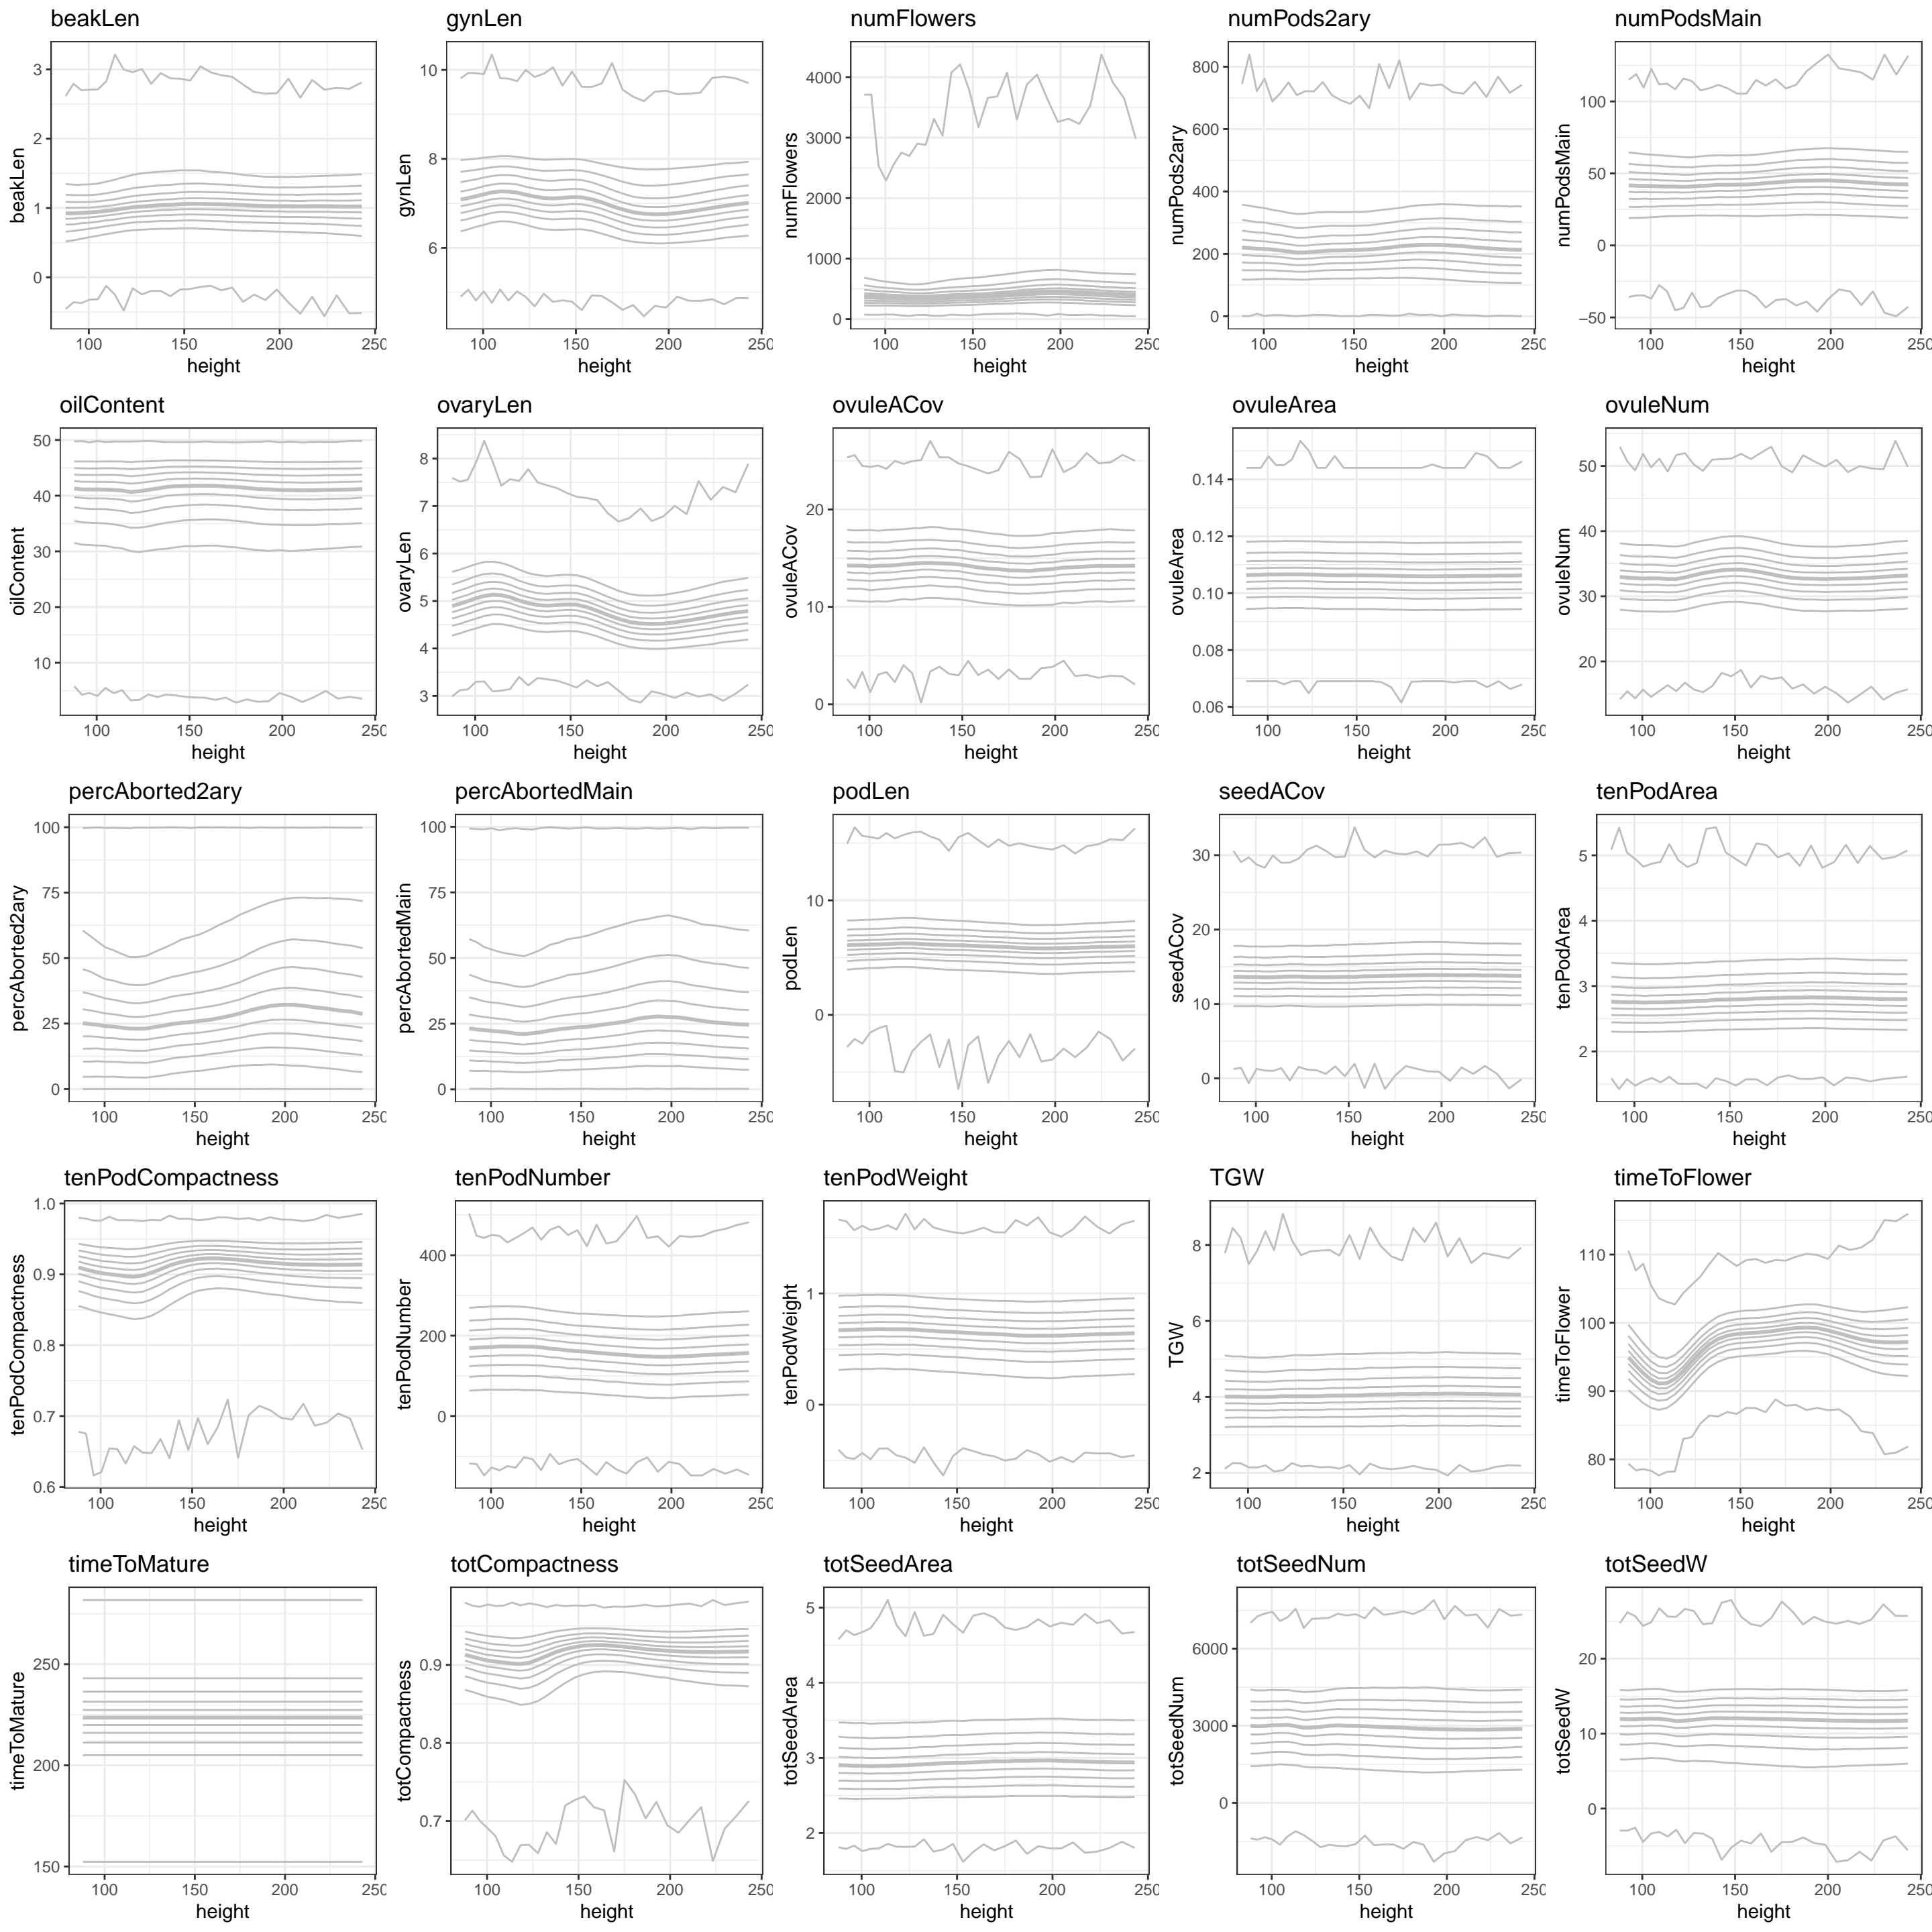 beakLen
gynLen
numFlowers
numPods2ary
numPodsMain
3
2
1
0
beakLen
100 150 200 250
height
10
8
6
gynLen
100 150 200 250
height
4000
3000
2000
1000
0
numFlowers
100 150 200 250
height
800
600
400
200
0
numPods2ary
100 150 200 250
height
100
50
0
−50
numPodsMain
100 150 200 250
height
oilContent
ovaryLen
ovuleACov
ovuleArea
ovuleNum
50
40
30
20
10
oilContent
100 150 200 250
height
8
7
6
5
4
3
ovaryLen
100 150 200 250
height
20
10
0
ovuleACov
100 150 200 250
height
0.14
0.12
0.10
0.08
0.06
ovuleArea
100 150 200 250
height
50
40
30
20
ovuleNum
100 150 200 250
height
percAborted2ary
percAbortedMain
podLen
seedACov
tenPodArea
100
75
50
25
0
percAborted2ary
100 150 200 250
height
100
75
50
25
0
percAbortedMain
100 150 200 250
height
10
0
podLen
100 150 200 250
height
30
20
10
0
seedACov
100 150 200 250
height
5
4
3
2
tenPodArea
100 150 200 250
height
tenPodCompactness
tenPodNumber
tenPodWeight
TGW
timeToFlower
1.0
0.9
0.8
0.7
0.6
tenPodCompactness
100 150 200 250
height
400
200
0
tenPodNumber
100 150 200 250
height
1
0
tenPodWeight
100 150 200 250
height
8
6
4
2
TGW
100 150 200 250
height
110
100
90
80
timeToFlower
100 150 200 250
height
timeToMature
totCompactness
totSeedArea
totSeedNum
totSeedW
250
200
150
timeToMature
100 150 200 250
height
0.9
0.8
0.7
totCompactness
100 150 200 250
height
5
4
3
2
totSeedArea
100 150 200 250
height
6000
3000
0
totSeedNum
100 150 200 250
height
20
10
0
totSeedW
100 150 200 250
height